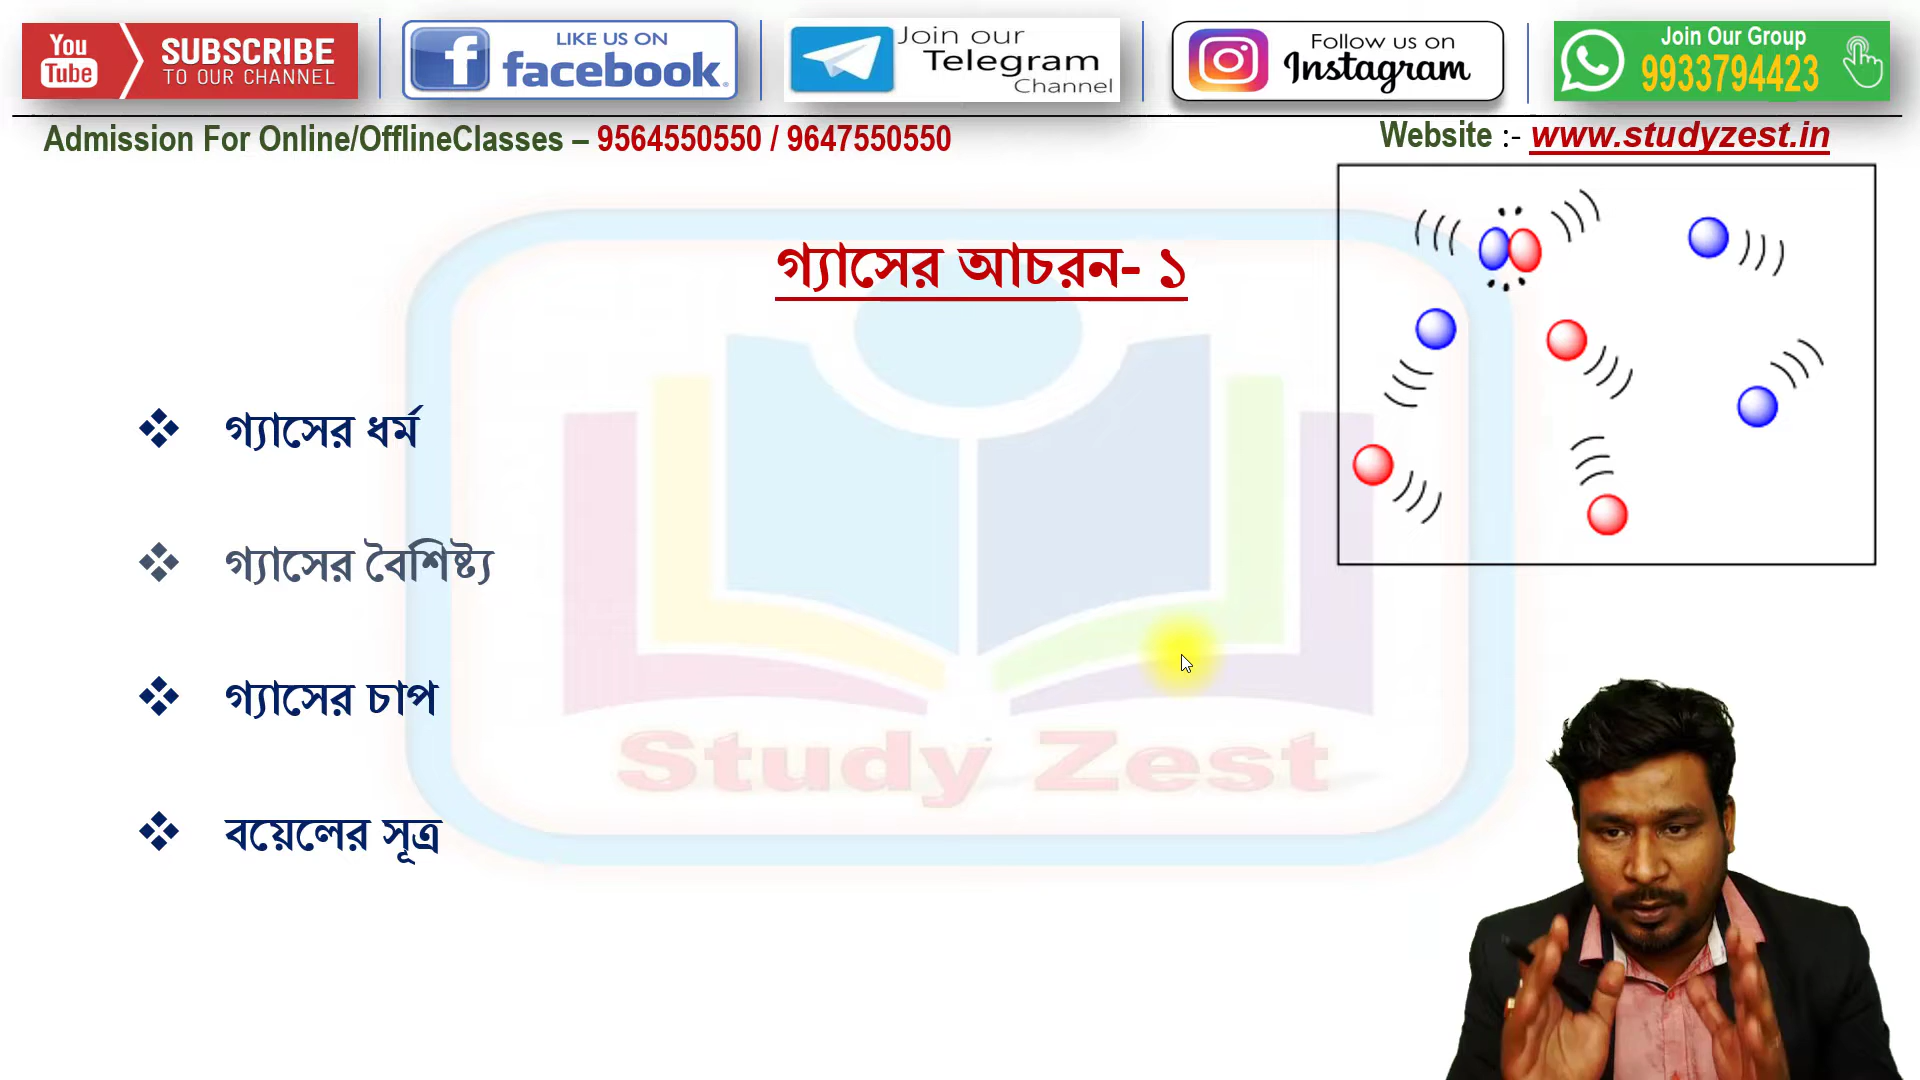 You Tube SUBSCRIBE TO OUR CHANNEL
LIKE US ON facebook.
Join our Telegram Channel
Follow us on Instagram
Join Our Group 9933794423
Admission For Online/OfflineClasses – 9564550550 / 9647550550
Website :- www.studyzest.in
গ্যাসের আচরন- ১
❖ গ্যাসের ধর্ম
❖ গ্যাসের বৈশিষ্ট্য
❖ গ্যাসের চাপ
❖ বয়েলের সূত্র
Study Zest